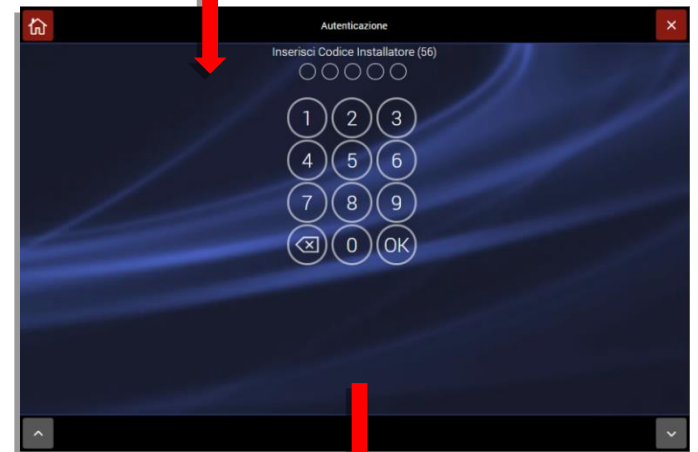 Autenticazione
Inserisci Codice Installatore (56)
1 2 3
4 5 6
7 8 9
0 OK